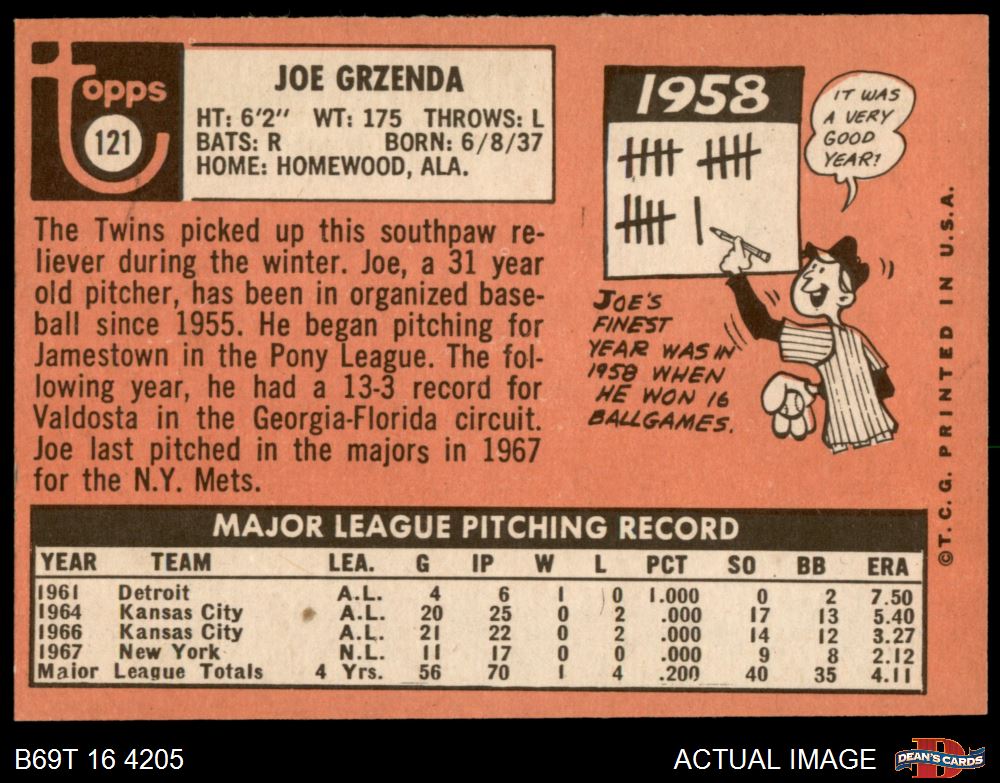 Topps
121
JOE GRZENDA
HT: 6'2" WT: 175 THROWS: L
BATS: R BORN: 6/8/37
HOME: HOMEWOOD, ALA.
The Twins picked up this southpaw re-
liever during the winter. Joe, a 31 year
old pitcher, has been in organized base-
ball since 1955. He began pitching for
Jamestown in the Pony League. The fol-
lowing year, he had a 13-3 record for
Valdosta in the Georgia-Florida circuit.
Joe last pitched in the majors in 1967
for the N.Y. Mets.
1958
IT WAS
A VERY
GOOD
YEAR!
JOE'S
FINEST
YEAR WAS IN
1958 WHEN
HE WON 16
BALLGAMES.
©T. C. G. PRINTED IN U.S.A.
MAJOR LEAGUE PITCHING RECORD
YEAR TEAM LEA. G IP W L PCT SO BB ERA
1961 Detroit A.L. 4 6 1 0 1.000 0 2 7.50
1964 Kansas City A.L. 20 25 0 2 .000 17 13 5.40
1966 Kansas City A.L. 21 22 0 2 .000 14 12 3.27
1967 New York N.L. 11 17 0 0 .000 9 8 2.12
Major League Totals 4 Yrs. 56 70 1 4 .200 40 35 4.11
B69T 16 4205
ACTUAL IMAGE
D
DEAN'S CARDS